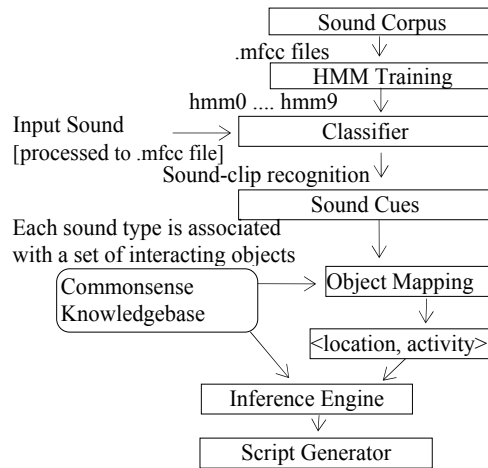 Sound Corpus
.mfcc files
HMM Training
hmm0 .... hmm9
Input Sound
[processed to .mfcc file]
Classifier
Sound-clip recognition
Sound Cues
Each sound type is associated
with a set of interacting objects
Commonsense
Knowledgebase
Object Mapping
<location, activity>
Inference Engine
Script Generator